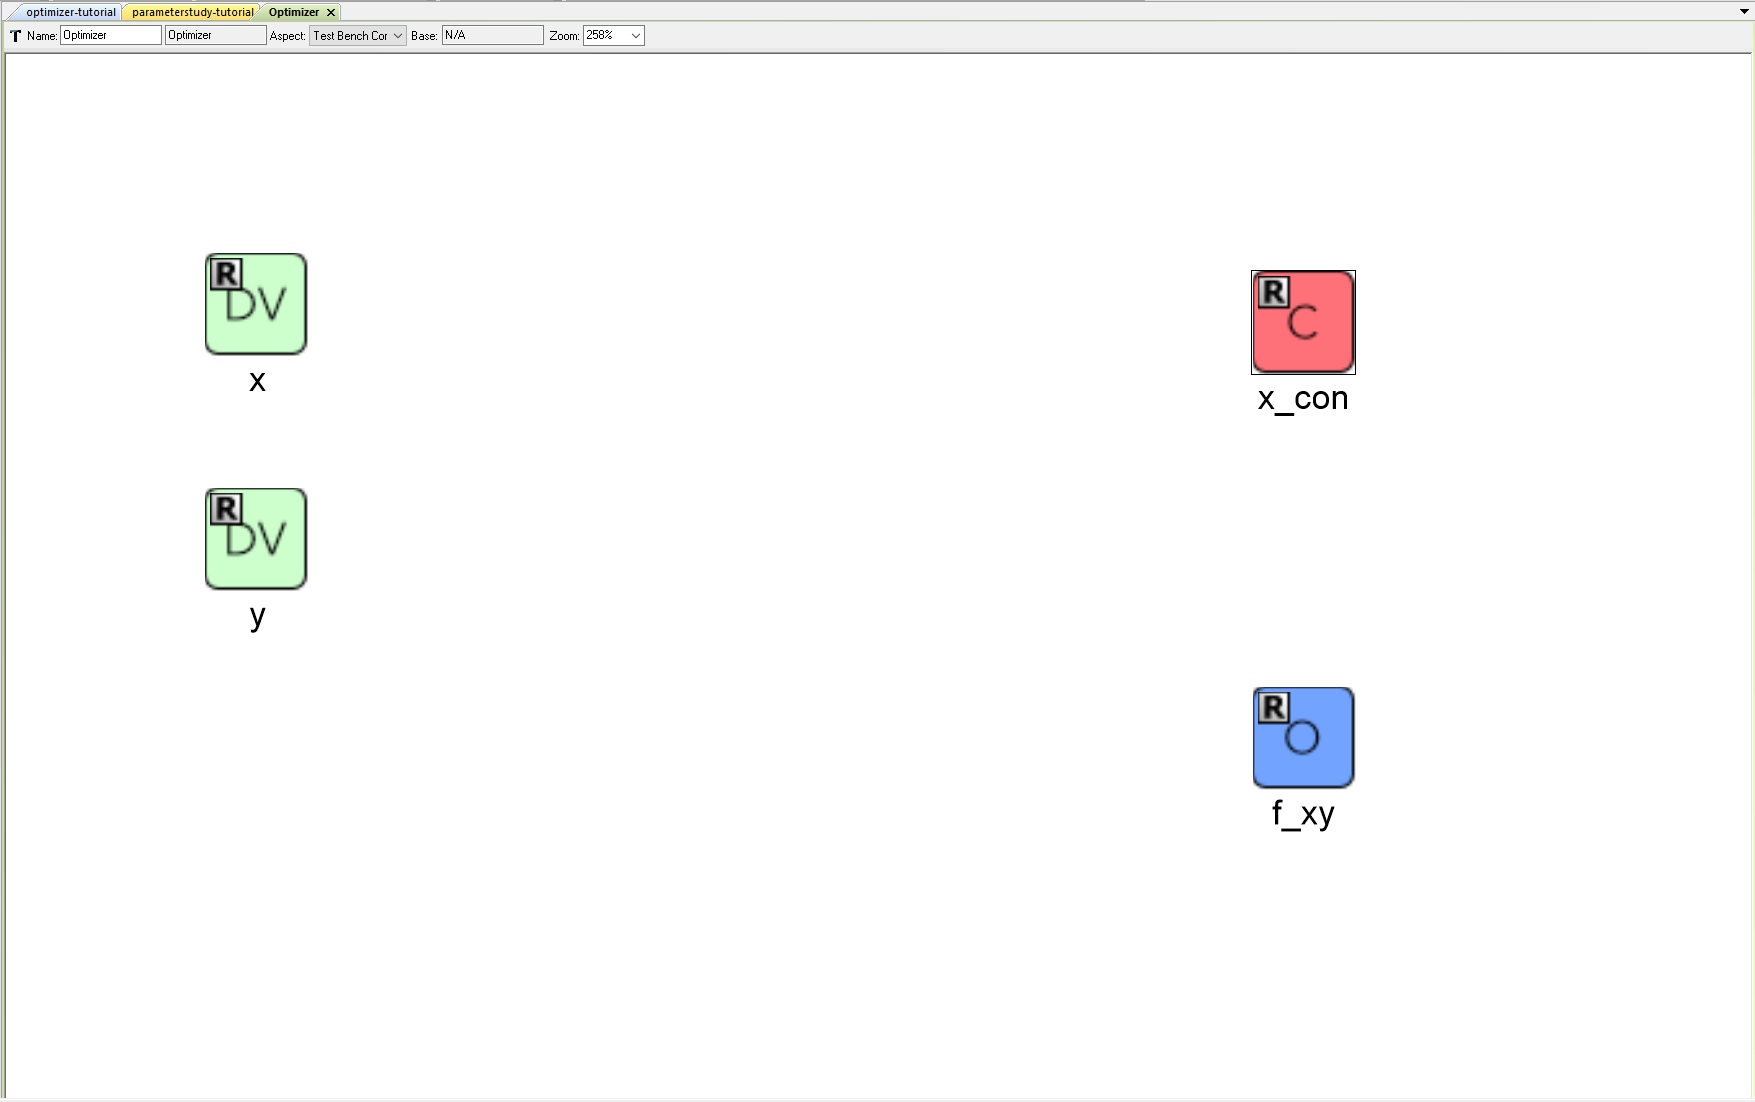 optimizer-tutorial parameterstudy-tutorial Optimizer
Name: Optimizer Optimizer Aspect: Test Bench Cor Base: N/A Zoom: 258%
R DV
x
R C
x_con
R DV
y
R O
f_xy